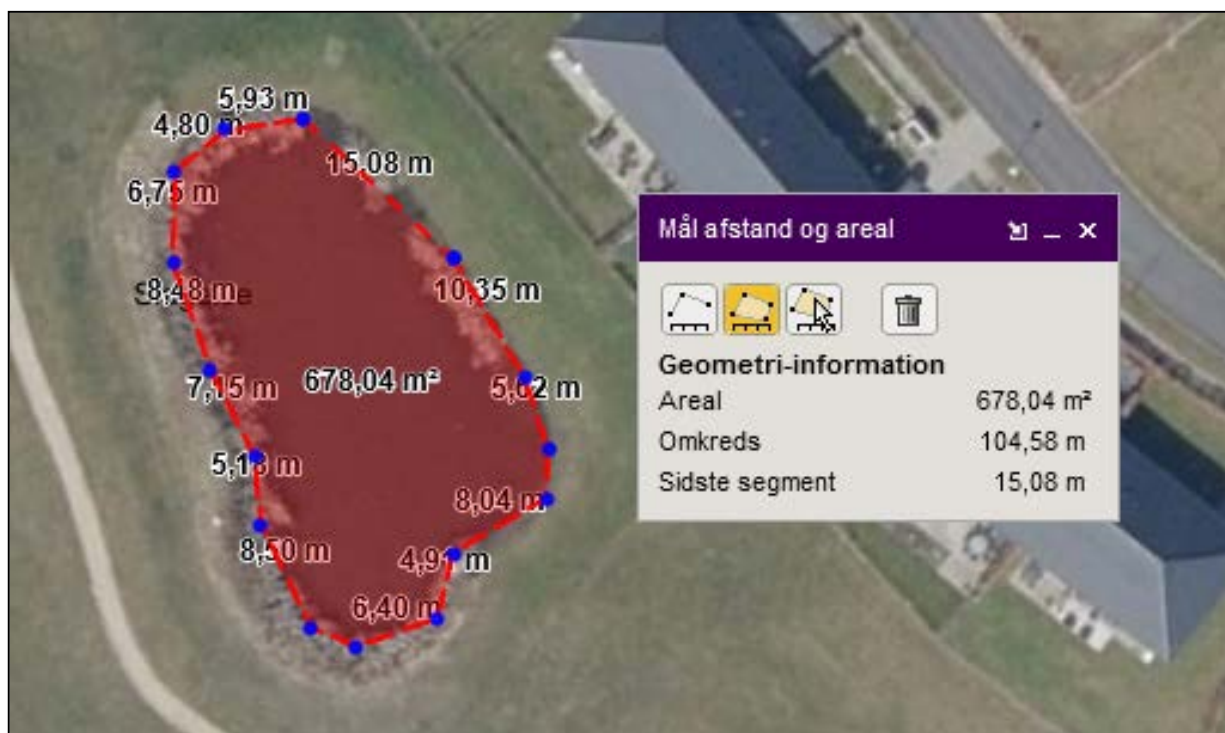 5,93 m
4,80 m
15,08 m
6,75 m
Mål afstand og areal
10,35 m
8,48 m
Geometri-information
7,15 m
678,04 m²
5,62 m
Areal 678,04 m²
Omkreds 104,58 m
5,18 m
Sidste segment 15,08 m
8,04 m
8,50 m
4,91 m
6,40 m